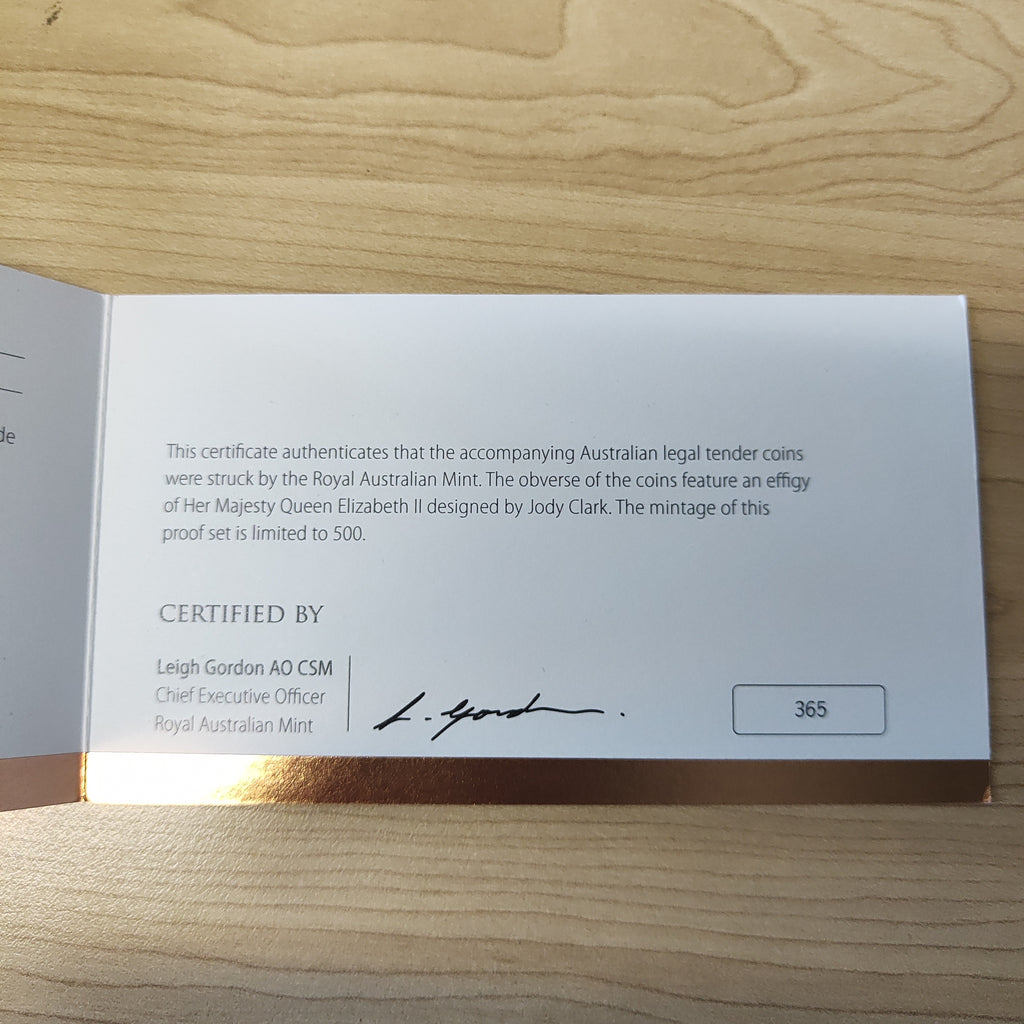 de
This certificate authenticates that the accompanying Australian legal tender coins
were struck by the Royal Australian Mint. The obverse of the coins feature an effigy
of Her Majesty Queen Elizabeth II designed by Jody Clark. The mintage of this
proof set is limited to 500.
CERTIFIED BY
Leigh Gordon AO CSM
Chief Executive Officer
Royal Australian Mint
L. Gordon.
365